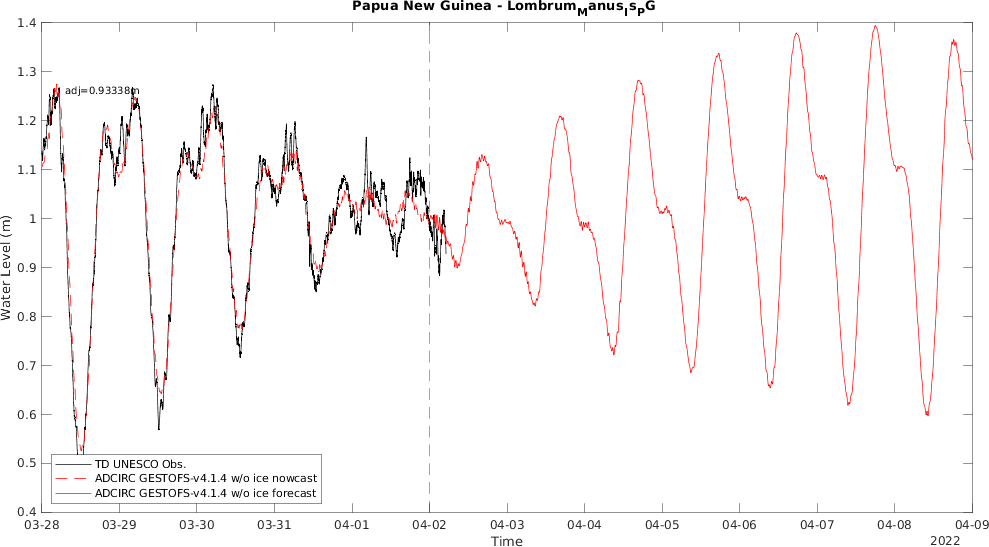 Papua New Guinea - LombrumManusIsPG
1.4
1.3
1.2
1.1
1
0.9
0.8
0.7
0.6
0.5
0.4
Water Level (m)
adj=0.93338m
TD UNESCO Obs.
ADCIRC GESTOFS-v4.1.4 w/o ice nowcast
ADCIRC GESTOFS-v4.1.4 w/o ice forecast
03-28 03-29 03-30 03-31 04-01 04-02 04-03 04-04 04-05 04-06 04-07 04-08 04-09
Time
2022